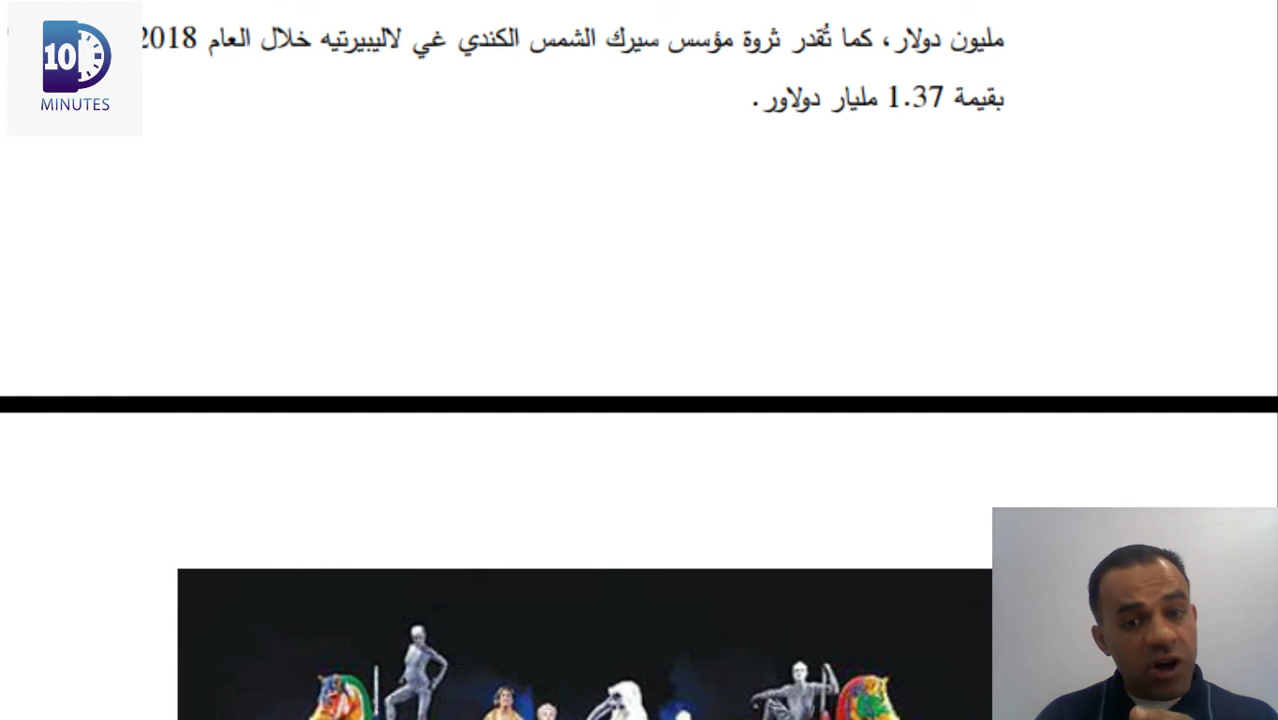 10
MINUTES
مليون دولار، كما تُقدر ثروة مؤسس سيرك الشمس الكندي غي لاليبيرتيه خلال العام 2018
بقيمة 1.37 مليار دولاور.